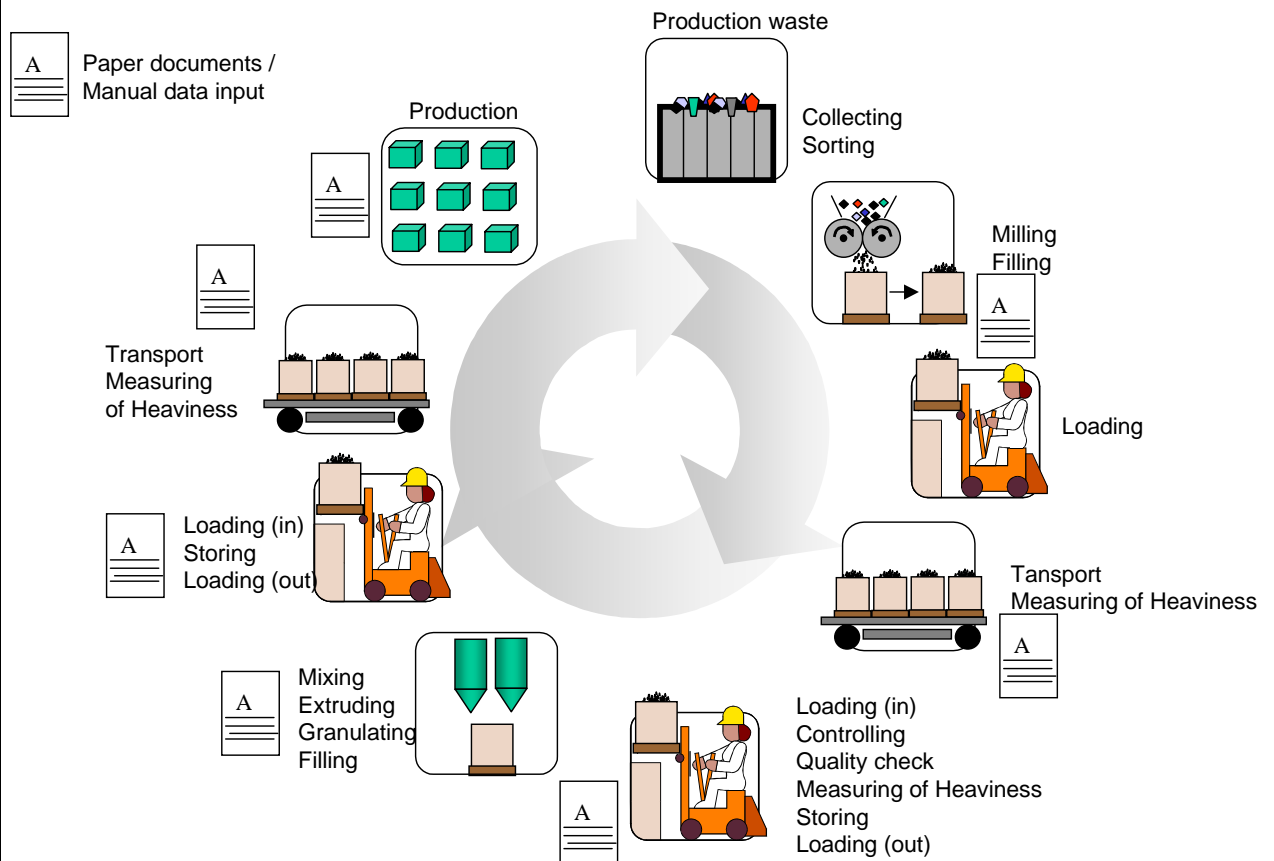 Production waste
A
Paper documents /
Manual data input
Production
Collecting
Sorting
A
Milling
Filling
A
A
Transport
Measuring
of Heaviness
Loading
A
Loading (in)
Storing
Loading (out)
Tansport
Measuring of Heaviness
A
A
Mixing
Extruding
Granulating
Filling
Loading (in)
Controlling
Quality check
Measuring of Heaviness
Storing
Loading (out)
A